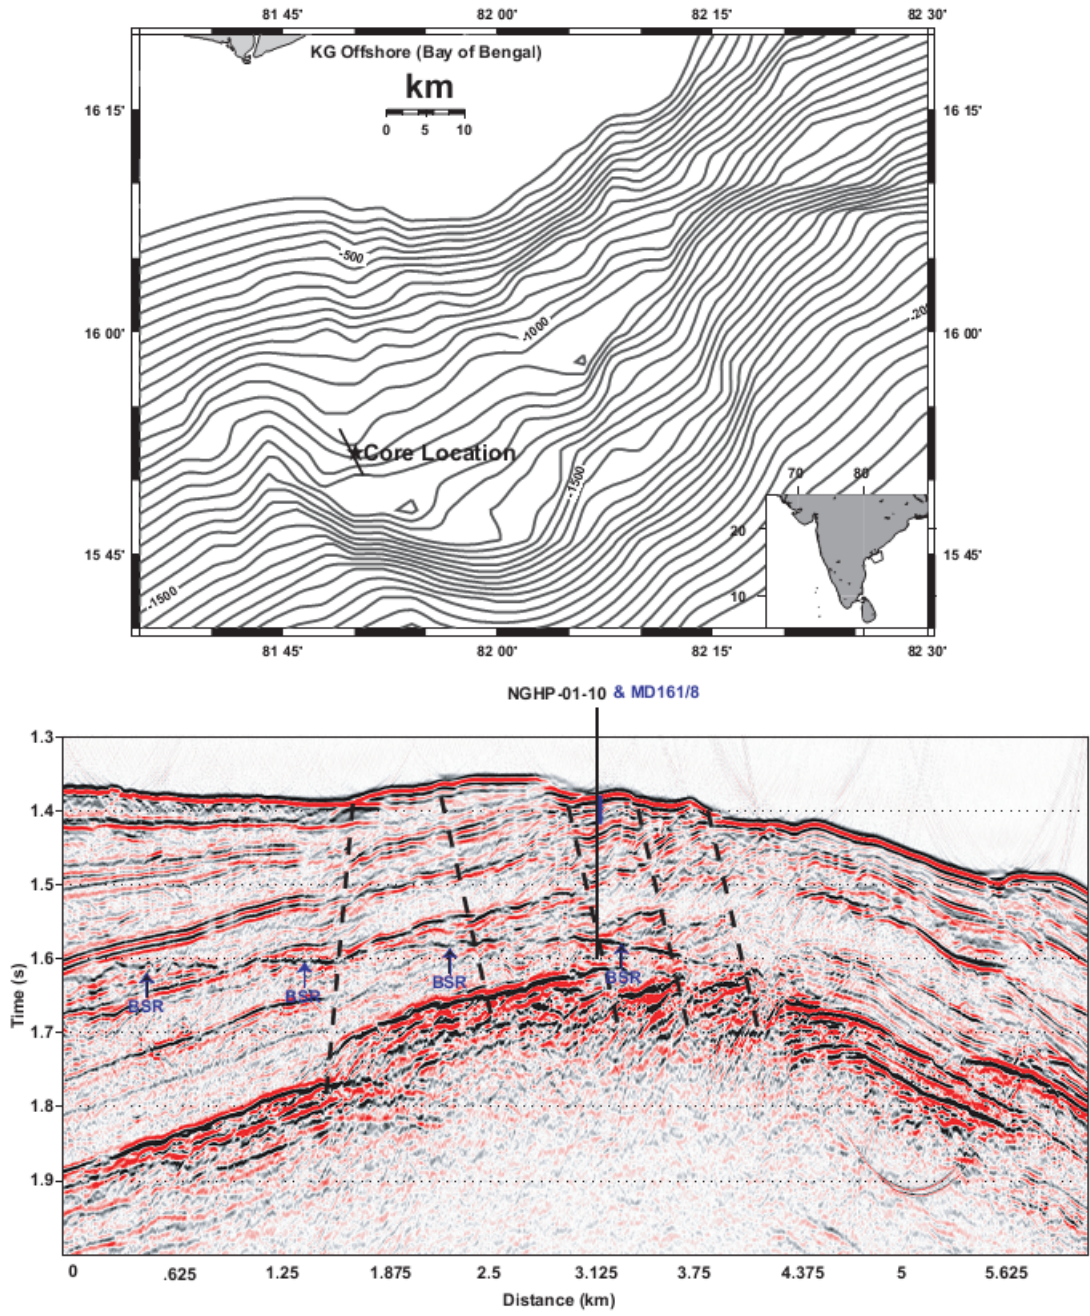 81 45' 82 00' 82 15' 82 30'
KG Offshore (Bay of Bengal)
km
0 5 10
16 15' 16 15'
-500
-1000
-20
16 00' 16 00'
Core Location
-1500
70 80
20
15 45' 15 45'
10
-1500
81 45' 82 00' 82 15' 82 30'
NGHP-01-10 & MD161/8
1.3
1.4
1.5
1.6
BSR BSR BSR BSR
1.7
1.8
1.9
Time (s)
0 .625 1.25 1.875 2.5 3.125 3.75 4.375 5 5.625
Distance (km)